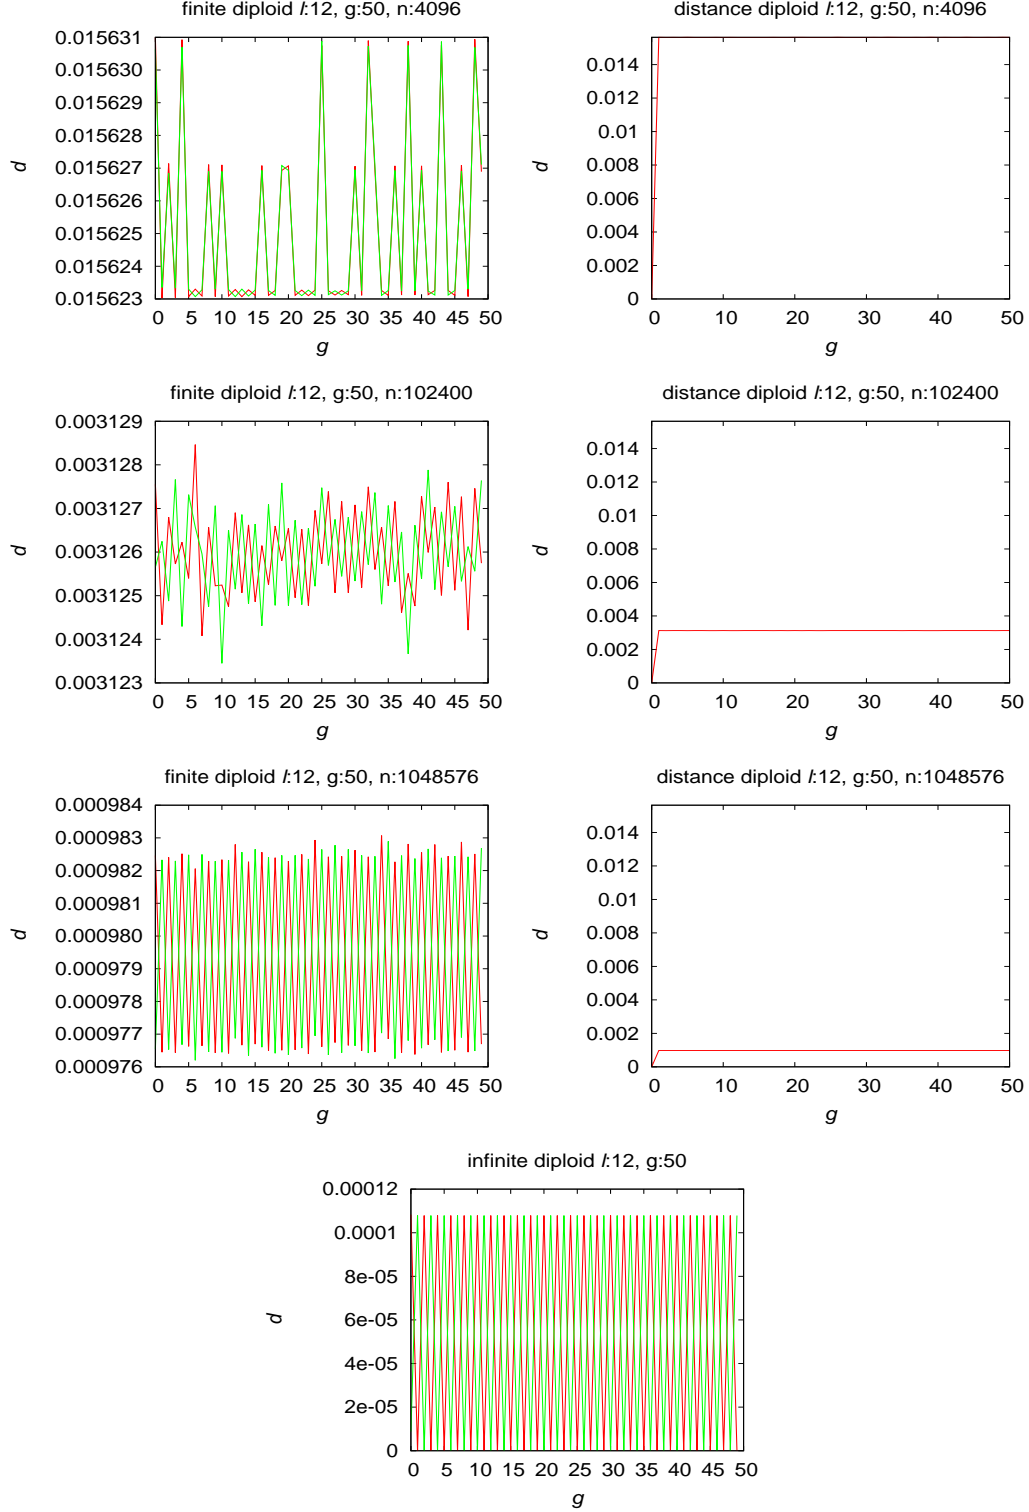 finite diploid l:12, g:50, n:4096
0.015631
0.015630
0.015629
0.015628
0.015627
0.015626
0.015625
0.015624
0.015623
0 5 10 15 20 25 30 35 40 45 50
d
g
distance diploid l:12, g:50, n:4096
0.014
0.012
0.01
0.008
0.006
0.004
0.002
0
0 10 20 30 40 50
d
g
finite diploid l:12, g:50, n:102400
0.003129
0.003128
0.003127
0.003126
0.003125
0.003124
0.003123
0 5 10 15 20 25 30 35 40 45 50
d
g
distance diploid l:12, g:50, n:102400
0.014
0.012
0.01
0.008
0.006
0.004
0.002
0
0 10 20 30 40 50
d
g
finite diploid l:12, g:50, n:1048576
0.000984
0.000983
0.000982
0.000981
0.000980
0.000979
0.000978
0.000977
0.000976
0 5 10 15 20 25 30 35 40 45 50
d
g
distance diploid l:12, g:50, n:1048576
0.014
0.012
0.01
0.008
0.006
0.004
0.002
0
0 10 20 30 40 50
d
g
infinite diploid l:12, g:50
0.00012
0.0001
8e-05
6e-05
4e-05
2e-05
0
0 5 10 15 20 25 30 35 40 45 50
d
g